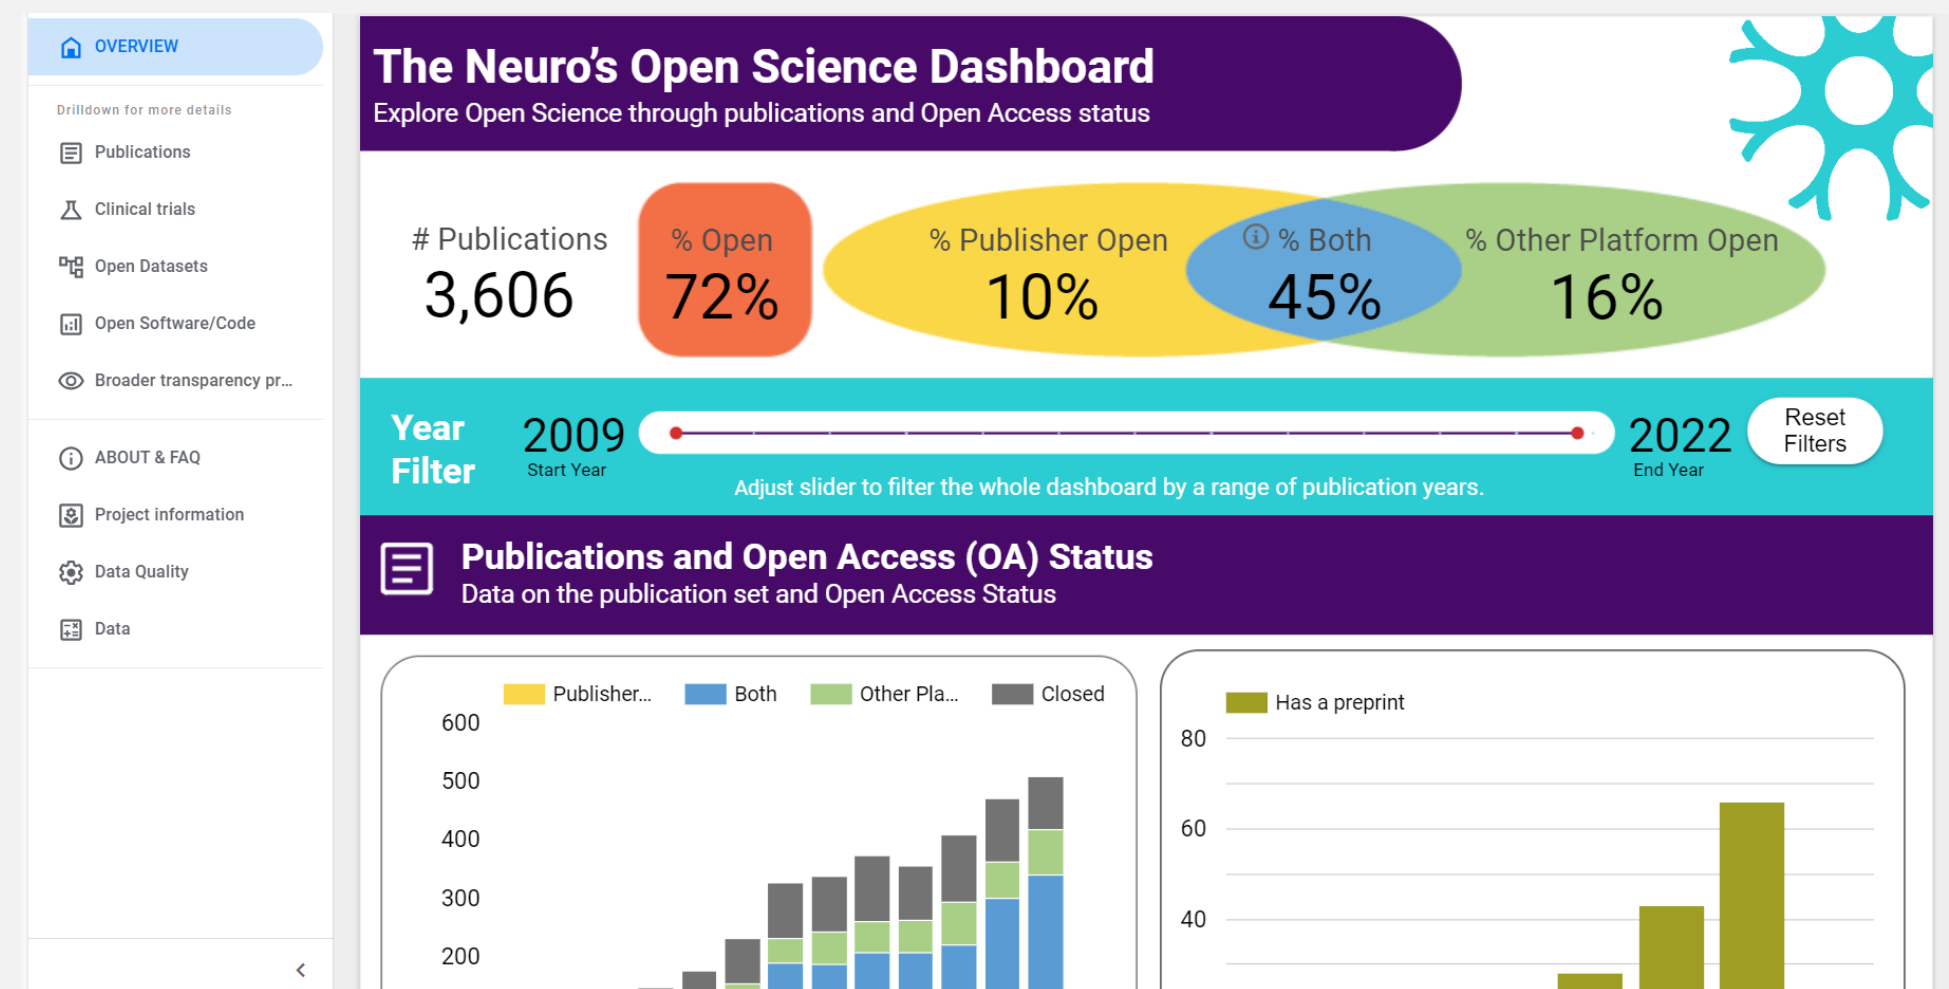 OVERVIEW
Drilldown for more details
Publications
Clinical trials
Open Datasets
Open Software/Code
Broader transparency pr...
ABOUT & FAQ
Project information
Data Quality
Data
The Neuro's Open Science Dashboard
Explore Open Science through publications and Open Access status
# Publications
3,606
% Open
72%
% Publisher Open
10%
% Both
45%
% Other Platform Open
16%
Year
Filter
2009
Start Year
2022
End Year
Reset
Filters
Adjust slider to filter the whole dashboard by a range of publication years.
Publications and Open Access (OA) Status
Data on the publication set and Open Access Status
Publisher... Both Other Pla... Closed
600
500
400
300
200
Has a preprint
80
60
40